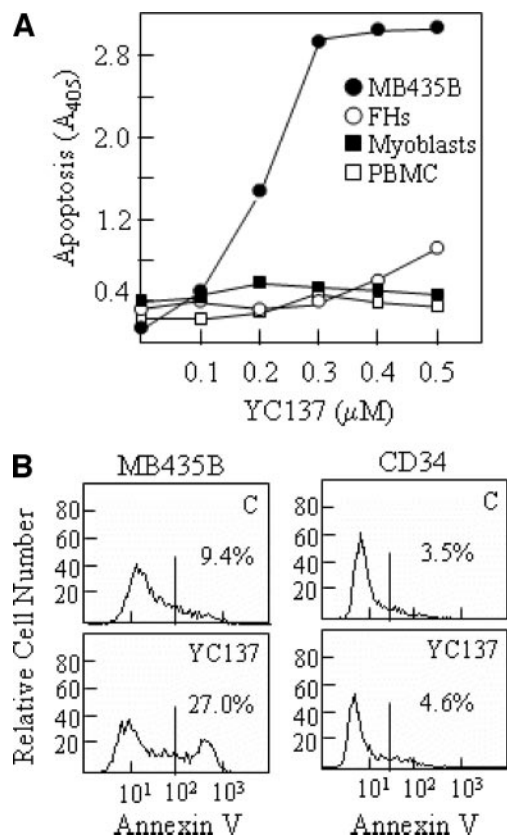 A
Apoptosis (A405)
2.8
2.0
1.2
0.4
MB435B
FHs
Myoblasts
PBMC
0.1 0.2 0.3 0.4 0.5
YC137 (µM)
B
MB435B CD34
Relative Cell Number
80
60
40
20
C
9.4%
80
60
40
20
C
3.5%
80
60
40
20
YC137
27.0%
80
60
40
20
YC137
4.6%
10¹ 10² 10³ 10¹ 10² 10³
Annexin V Annexin V